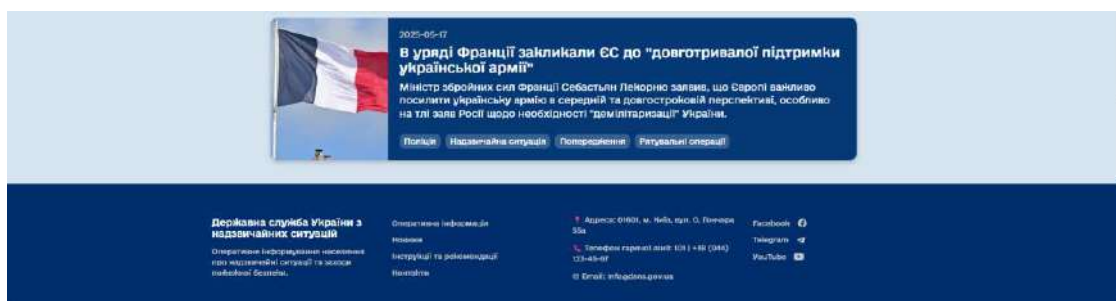 2025-05-17
В уряді Франції закликали ЄС до "довготривалої підтримки
української армії"
Міністр збройних сил Франції Себастьян Лекорню заявив, що Європі важливо
посилити українську армію в середній та довгостроковій перспективі, особливо
на тлі заяв Росії щодо необхідності "демілітаризації" України.
Поліція Надзвичайна ситуація Попередження Рятувальні операції
Державна служба України з
надзвичайних ситуацій
Оперативне інформування населення
про надзвичайні ситуації та заходи
пожежної безпеки.
Оперативна інформація
Новини
Інструкції та рекомендації
Контакти
Адреса: 01601, м. Київ, вул. О. Гончара
55а
Телефон гарячої лінії: 101 | +38 (044)
123-45-67
Email: info@dsns.gov.ua
Facebook
Telegram
YouTube